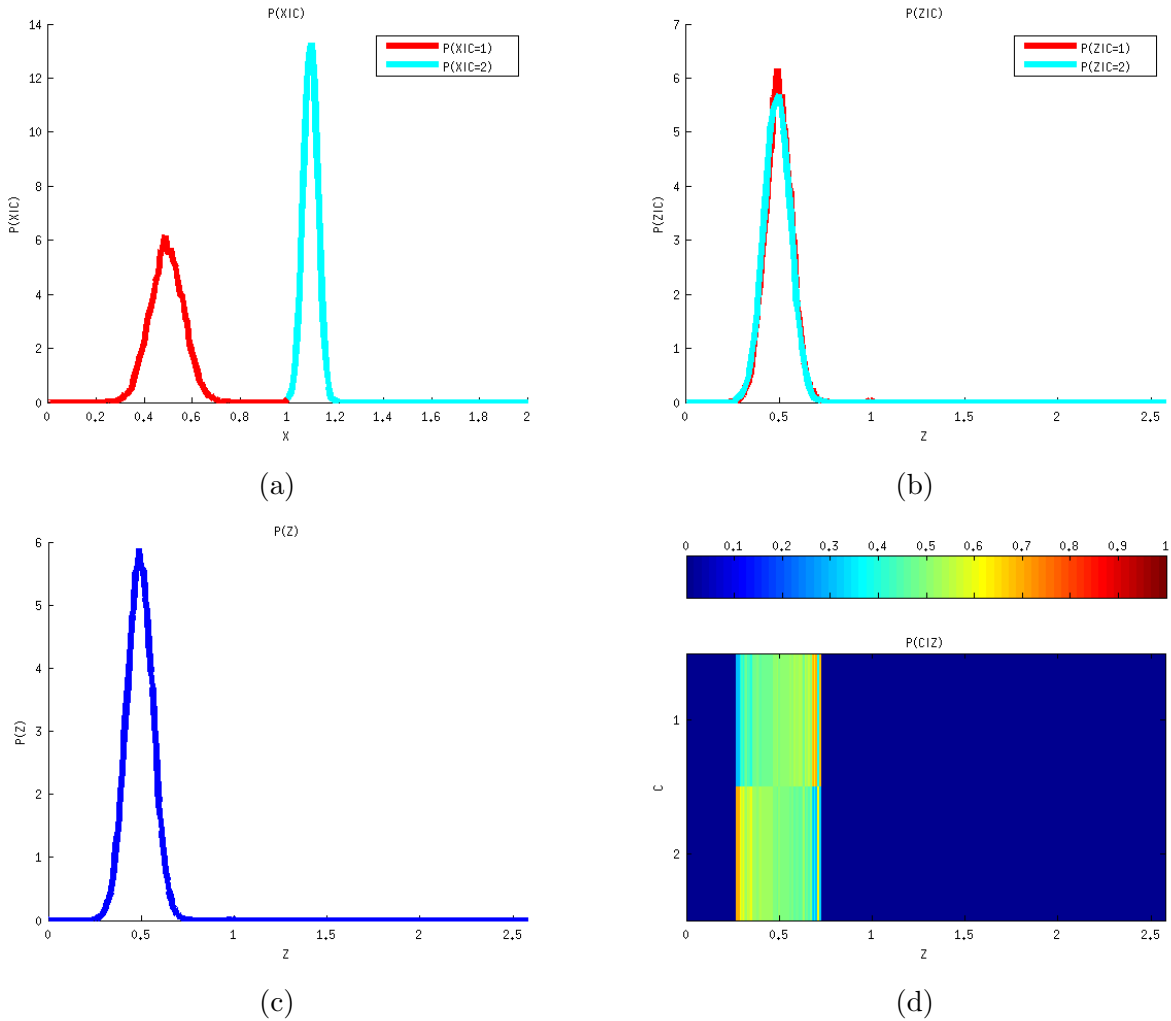 P(X|C)
14
12
10
8
6
4
2
0
P(X|C)
0 0.2 0.4 0.6 0.8 1 1.2 1.4 1.6 1.8 2
X
P(X|C=1)
P(X|C=2)
(a)
P(Z|C)
7
6
5
4
3
2
1
0
P(Z|C)
0 0.5 1 1.5 2 2.5
Z
P(Z|C=1)
P(Z|C=2)
(b)
P(Z)
6
5
4
3
2
1
0
P(Z)
0 0.5 1 1.5 2 2.5
Z
(c)
0 0.1 0.2 0.3 0.4 0.5 0.6 0.7 0.8 0.9 1
P(C|Z)
1
C
2
0 0.5 1 1.5 2 2.5
Z
(d)